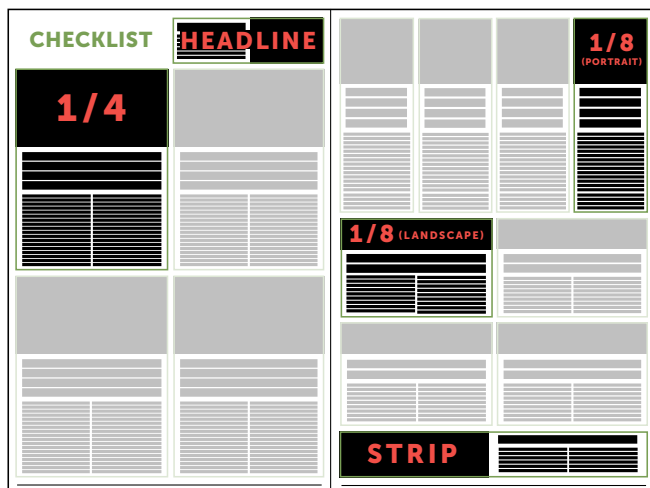 CHECKLIST
HEADLINE
1/4
1/8
(PORTRAIT)
1/8 (LANDSCAPE)
STRIP